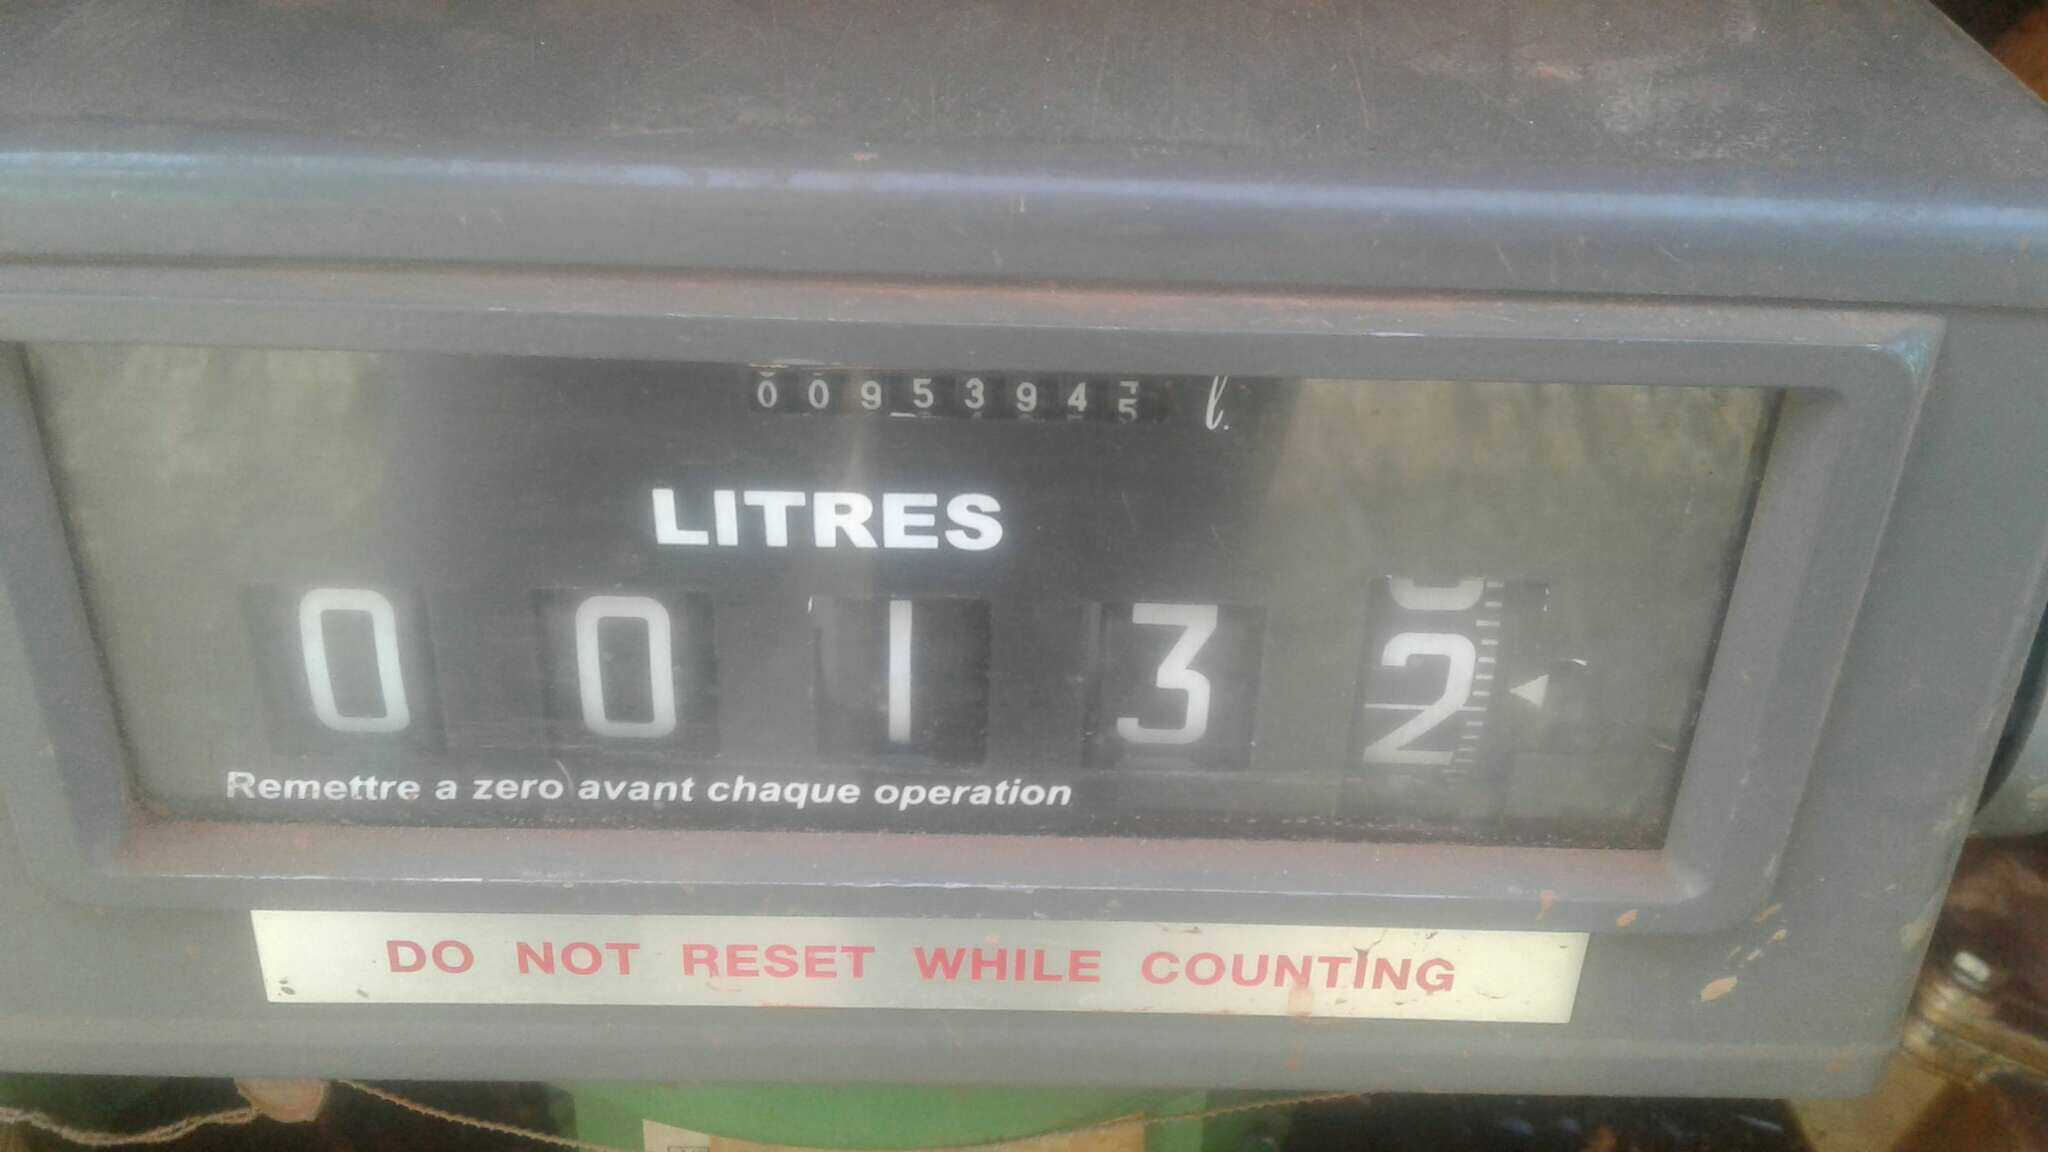 0 0 9 5 3 9 4 5 l.
LITRES
0 0 1 3 2
Remettre a zero avant chaque operation
DO NOT RESET WHILE COUNTING